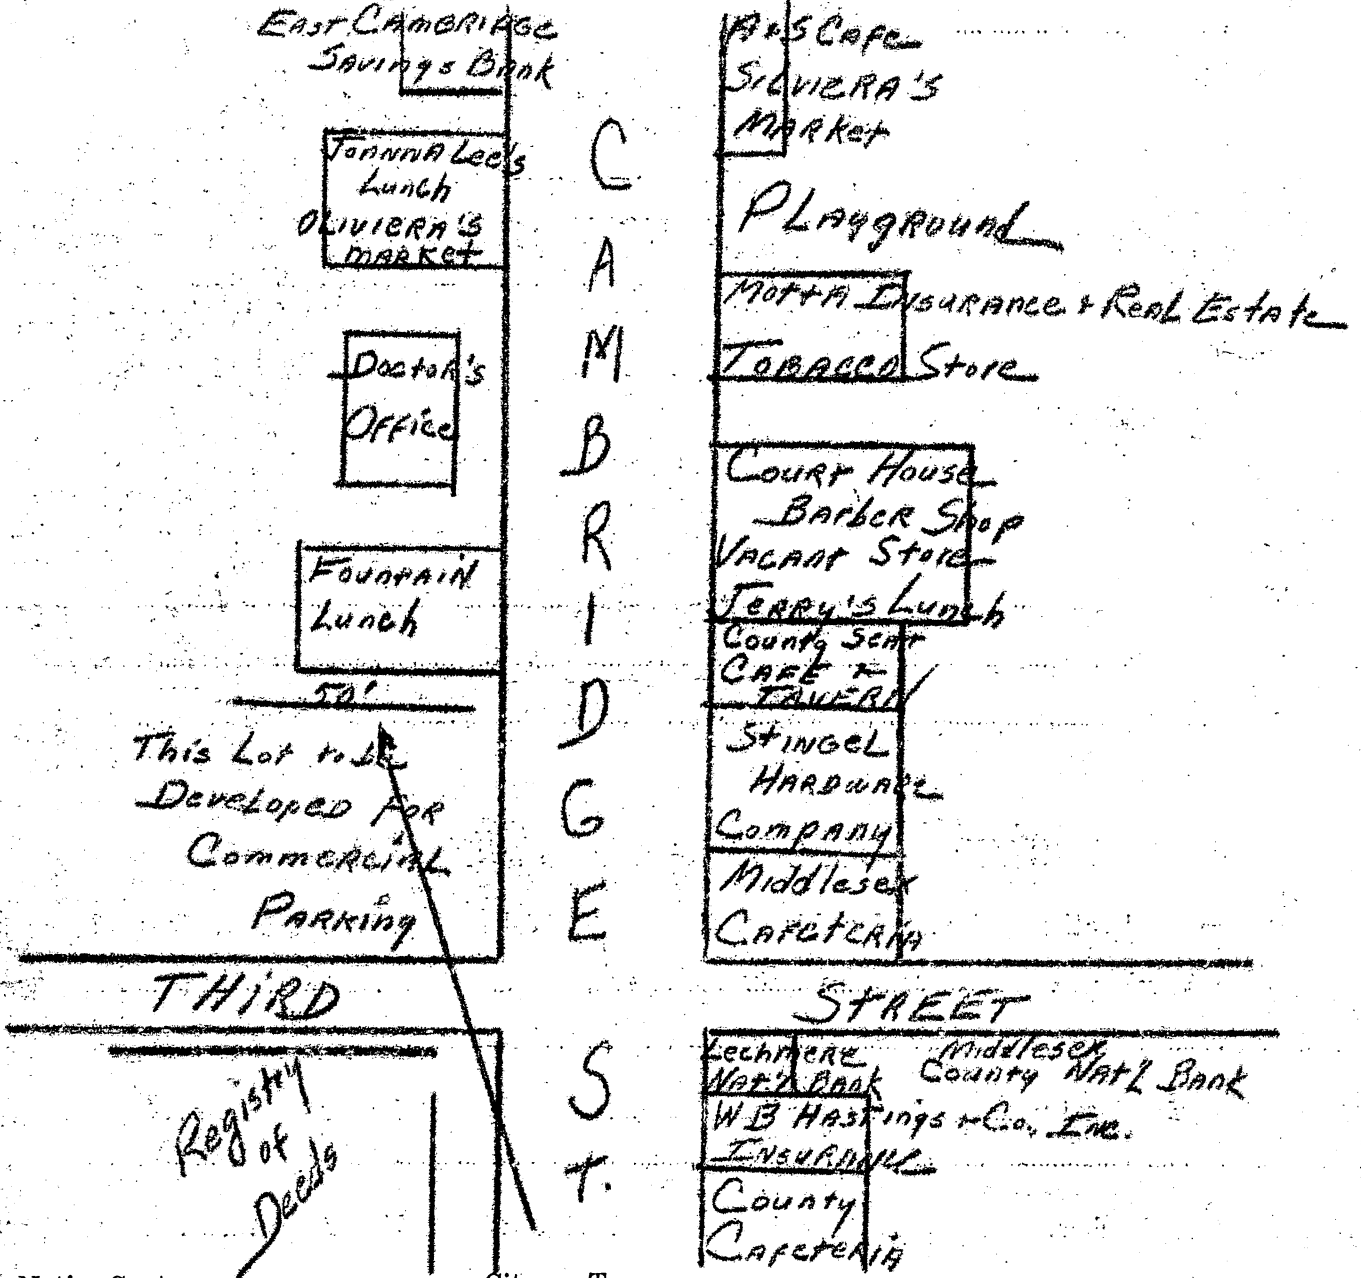 East Cambridge
Savings Bank
Joanna Lee's
Lunch
Oliviera's
Market
Doctor's
Office
Fountain
Lunch
50'
This Lot to be
Developed For
Commercial
Parking
CAMBRIDGE
ST.
A & S Cafe
Silviera's
Market
Playground
Motta Insurance & Real Estate
Tobacco Store
Court House
Barber Shop
Vacant Store
Jerry's Lunch
County Seat
Cafe &
Tavern
Stingel
Hardware
Company
Middlesex
Cafeteria
THIRD STREET
Registry
of
Deeds
Lechmere
Nat'l Bank
Middlesex
County Nat'l Bank
W B Hastings & Co., Inc.
Insurance
County
Cafeteria